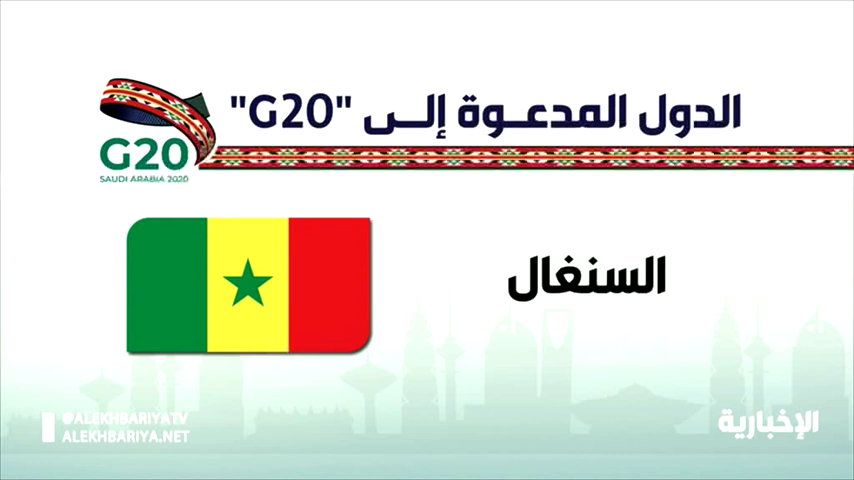 الدول المدعوة إلى "G20"
G20
SAUDI ARABIA 2020
السنغال
@ALEKHBARIYATV
ALEKHBARIYA.NET
الإخبارية